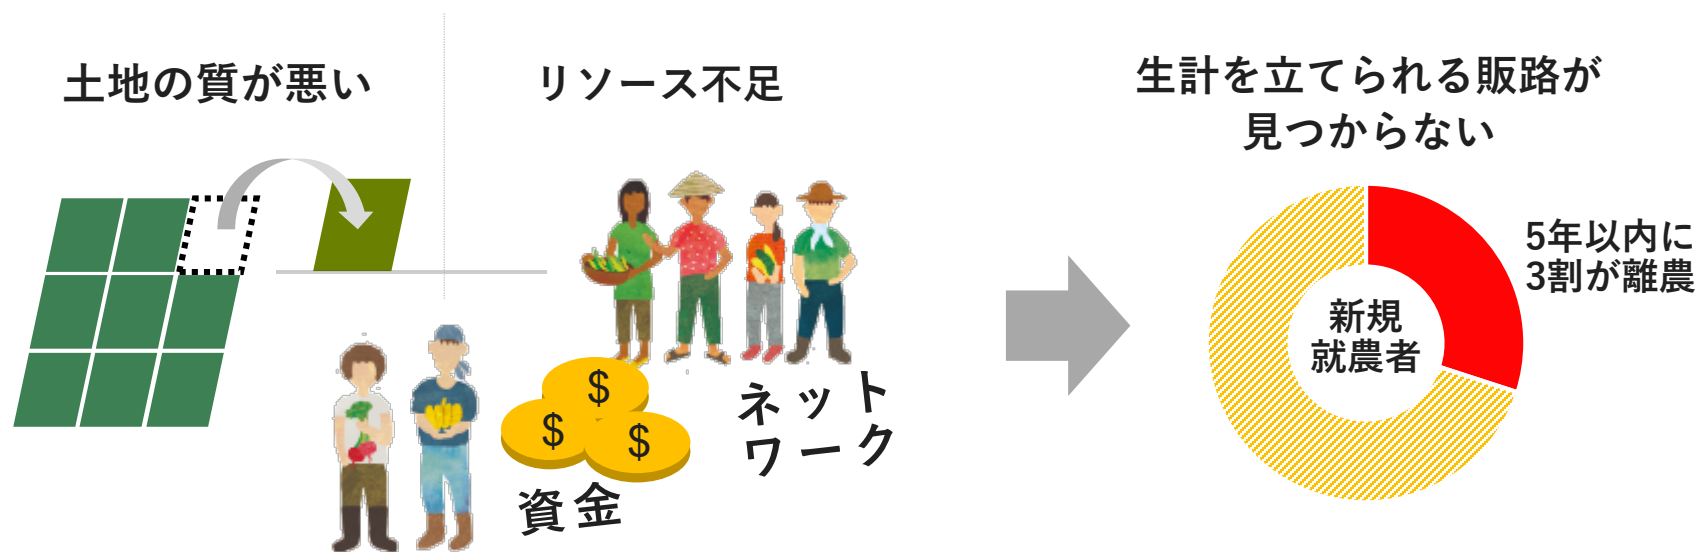 土地の質が悪い
リソース不足
$
$
$
資金
ネット
ワーク
生計を立てられる販路が
見つからない
5年以内に
3割が離農
新規
就農者